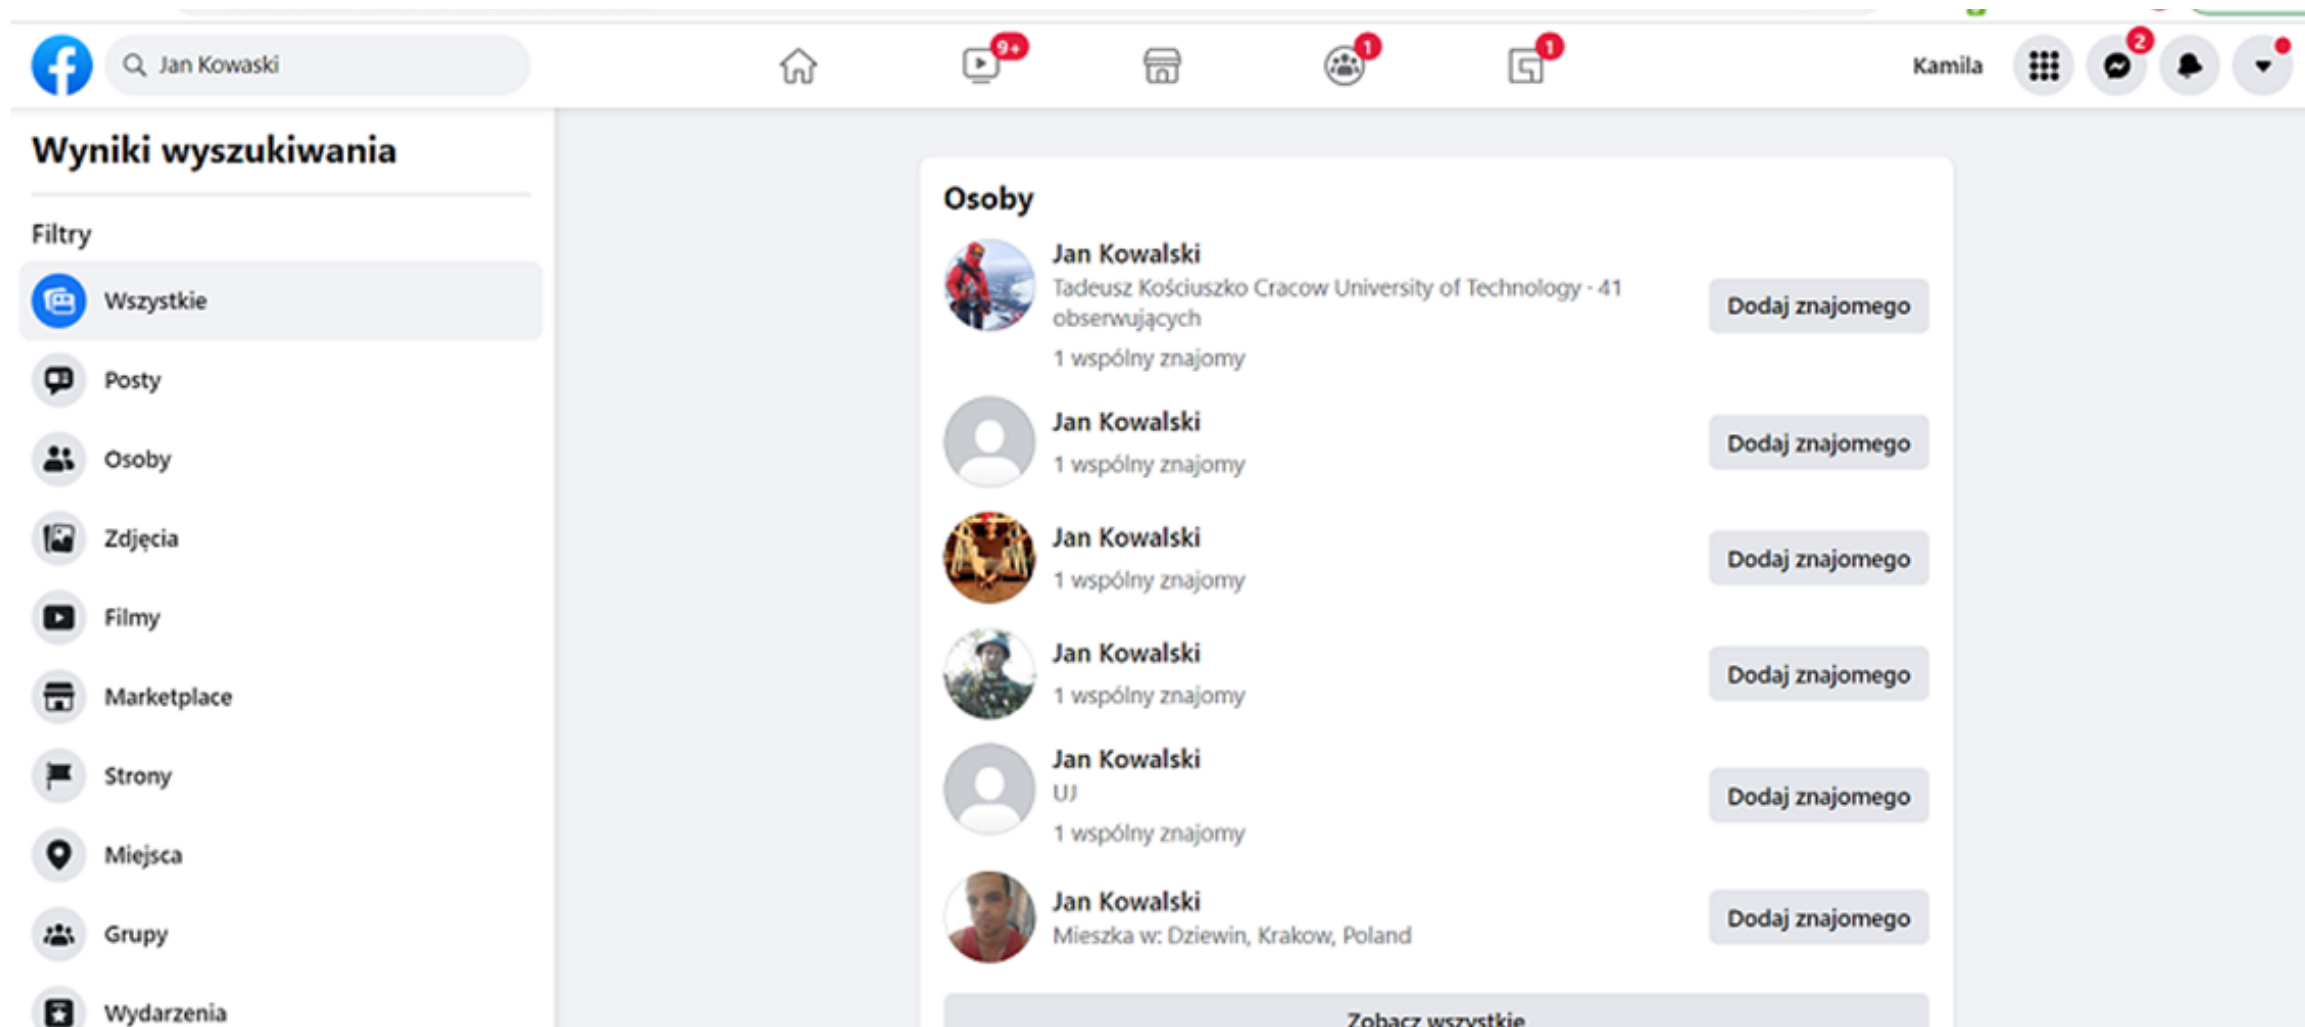 Jan Kowaski
9+
1
1
Kamila
2
Wyniki wyszukiwania
Filtry
Wszystkie
Posty
Osoby
Zdjęcia
Filmy
Marketplace
Strony
Miejsca
Grupy
Wydarzenia
Osoby
Jan Kowalski
Tadeusz Kościuszko Cracow University of Technology · 41
obserwujących
1 wspólny znajomy
Dodaj znajomego
Jan Kowalski
1 wspólny znajomy
Dodaj znajomego
Jan Kowalski
1 wspólny znajomy
Dodaj znajomego
Jan Kowalski
1 wspólny znajomy
Dodaj znajomego
Jan Kowalski
UJ
1 wspólny znajomy
Dodaj znajomego
Jan Kowalski
Mieszka w: Dziewin, Krakow, Poland
Dodaj znajomego
Zobacz wszystkie